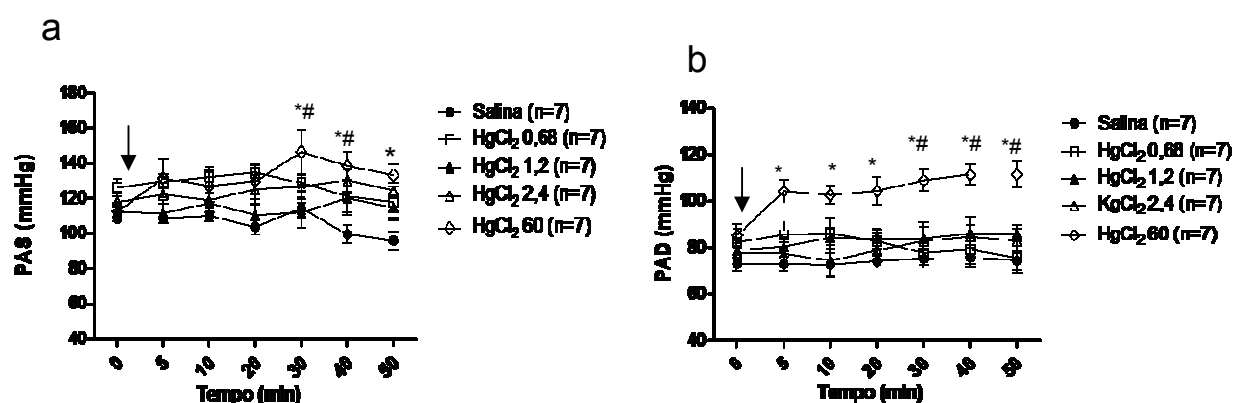 a
PAS (mmHg)
180
160
140
120
100
80
60
40
*#
*#
*
Salina (n=7)
HgCl2 0,68 (n=7)
HgCl2 1,2 (n=7)
HgCl2 2,4 (n=7)
HgCl2 60 (n=7)
0 5 10 20 30 40 50
Tempo (min)
b
PAD (mmHg)
140
120
100
80
60
40
* * * *# *# *#
Salina (n=7)
HgCl2 0,68 (n=7)
HgCl2 1,2 (n=7)
KgCl2 2,4 (n=7)
HgCl2 60 (n=7)
0 5 10 20 30 40 50
Tempo (min)